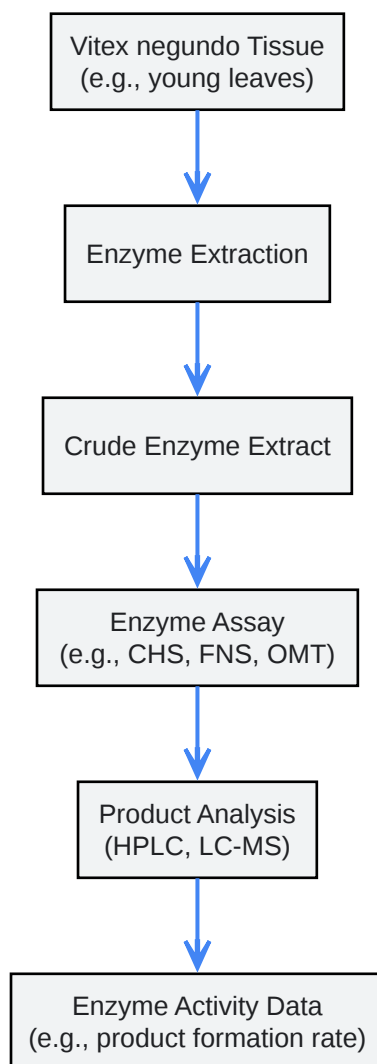 Vitex negundo Tissue
(e.g., young leaves)
Enzyme Extraction
Crude Enzyme Extract
Enzyme Assay
(e.g., CHS, FNS, OMT)
Product Analysis
(HPLC, LC-MS)
Enzyme Activity Data
(e.g., product formation rate)